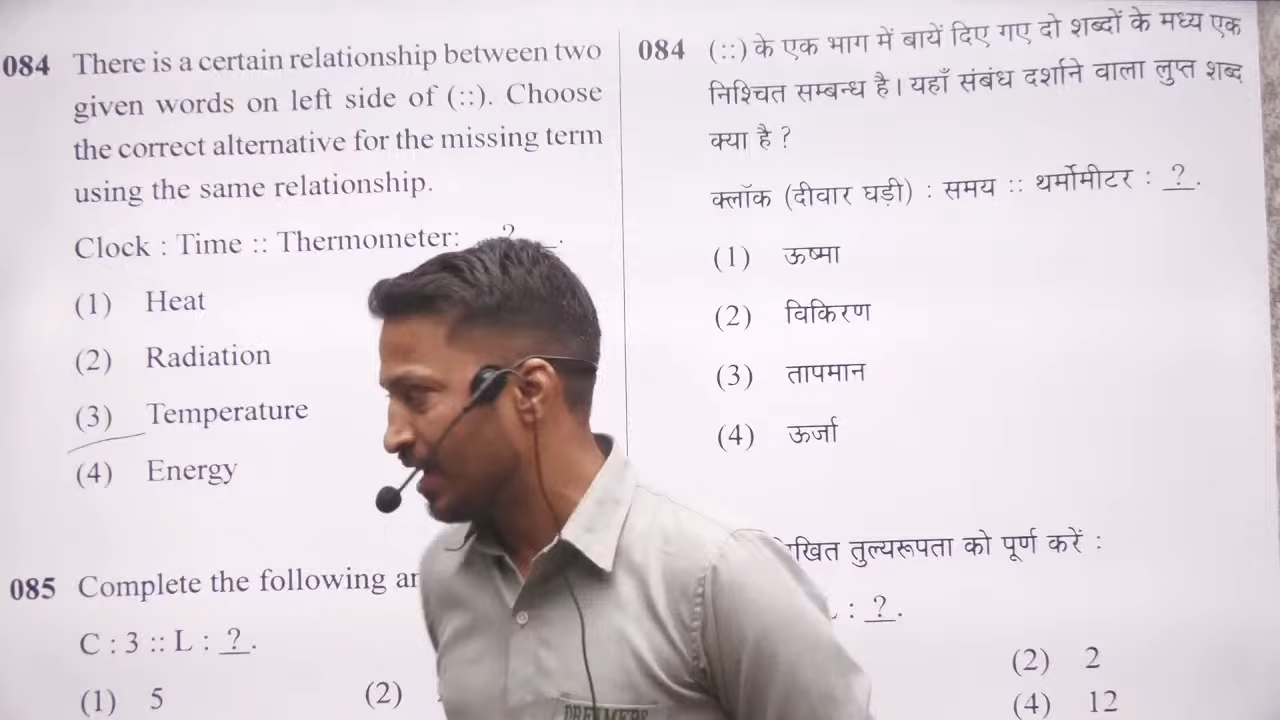 084 There is a certain relationship between two
given words on left side of (::). Choose
the correct alternative for the missing term
using the same relationship.
Clock : Time :: Thermometer: ?.
(1) Heat
(2) Radiation
(3) Temperature
(4) Energy
085 Complete the following
C : 3 :: L : ?.
(1) 5
(2)
084 (::) के एक भाग में बायें दिए गए दो शब्दों के मध्य एक
निश्चित सम्बन्ध है। यहाँ संबंध दर्शाने वाला लुप्त शब्द
क्या है ?
क्लॉक (दीवार घड़ी) : समय :: थर्मोमीटर : ?.
(1) ऊष्मा
(2) विकिरण
(3) तापमान
(4) ऊर्जा
तुल्यरूपता को पूर्ण करें :
: ?.
(2) 2
(4) 12
DREAMERS